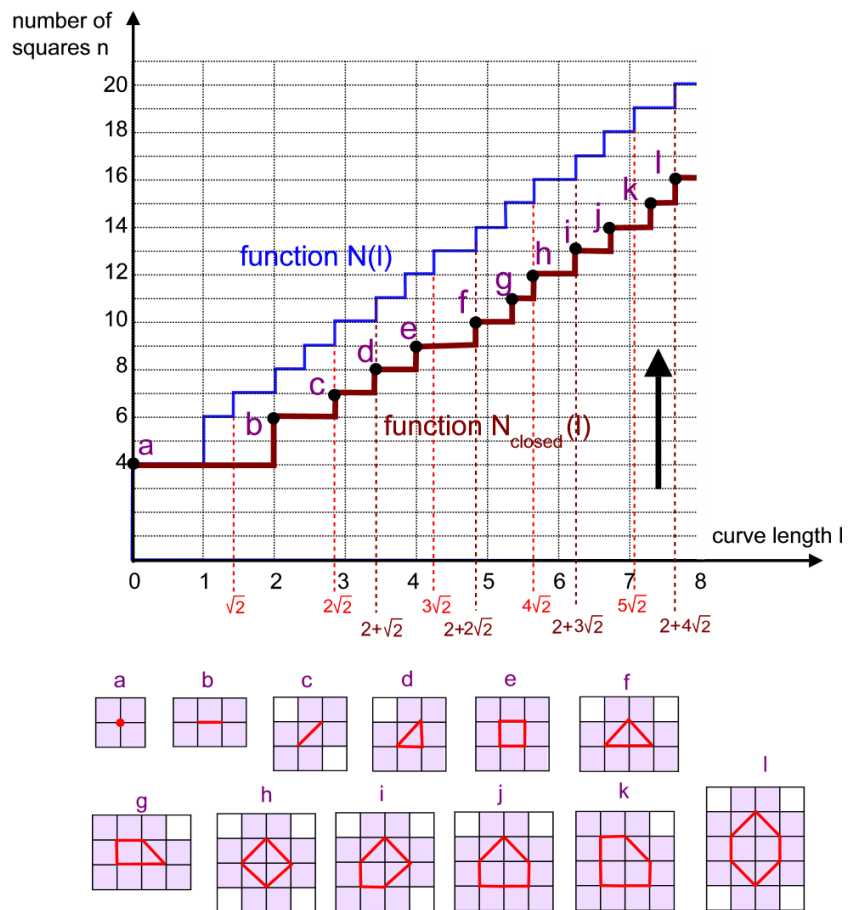 number of
squares n
20
18
16
14
12
10
8
6
4
function N(l)
function N closed (l)
a
b
c
d
e
f
g
h
i
j
k
l
curve length l
0 1 2 3 4 5 6 7 8
√2 2√2 3√2 4√2 5√2
2+√2 2+2√2 2+3√2 2+4√2
a b c d e f
g h i j k l